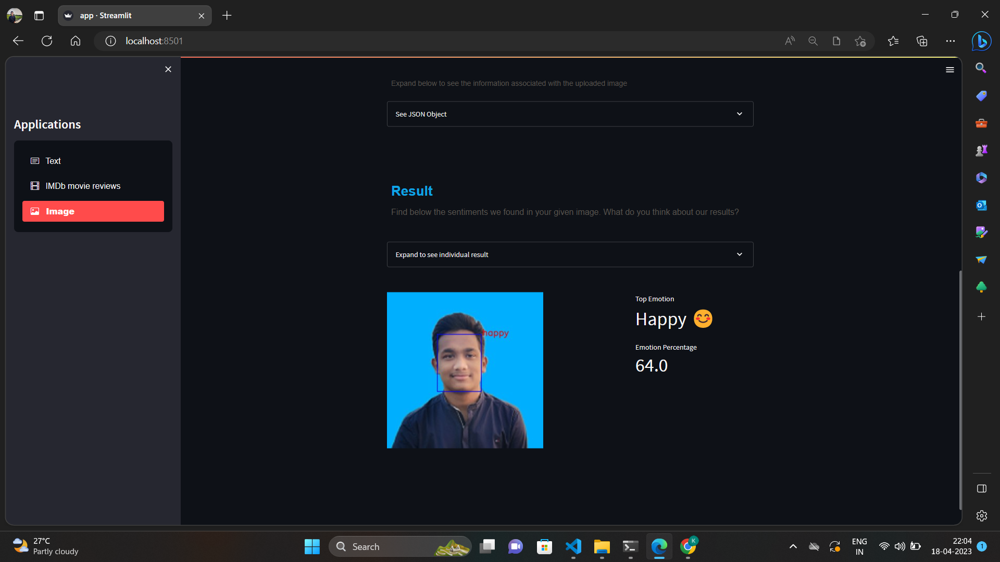 app · Streamlit
localhost:8501
Expand below to see the information associated with the uploaded image
See JSON Object
Applications
Text
IMDb movie reviews
Image
Result
Find below the sentiments we found in your given image. What do you think about our results?
Expand to see individual result
happy
Top Emotion
Happy 😊
Emotion Percentage
64.0
27°C
Partly cloudy
Search
K
ENG
IN
22:04
18-04-2023
1